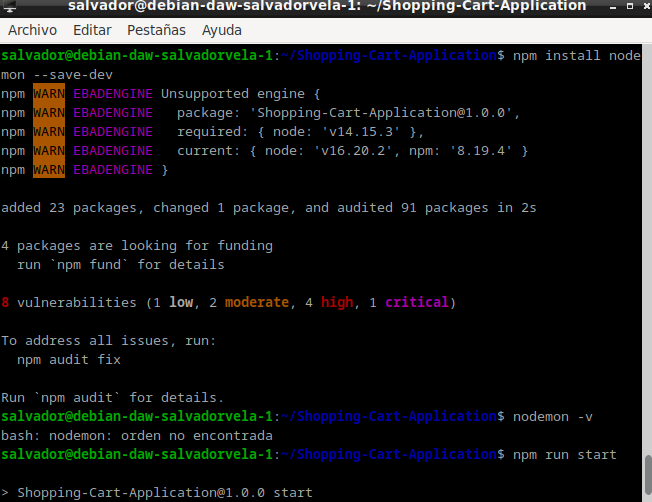 salvador@debian-daw-salvadorvela-1: ~/Shopping-Cart-Application
Archivo Editar Pestañas Ayuda
salvador@debian-daw-salvadorvela-1:~/Shopping-Cart-Application$ npm install node
mon --save-dev
npm WARN EBADENGINE Unsupported engine {
npm WARN EBADENGINE   package: 'Shopping-Cart-Application@1.0.0',
npm WARN EBADENGINE   required: { node: 'v14.15.3' },
npm WARN EBADENGINE   current: { node: 'v16.20.2', npm: '8.19.4' }
npm WARN EBADENGINE }
added 23 packages, changed 1 package, and audited 91 packages in 2s
4 packages are looking for funding
  run `npm fund` for details
8 vulnerabilities (1 low, 2 moderate, 4 high, 1 critical)
To address all issues, run:
  npm audit fix
Run `npm audit` for details.
salvador@debian-daw-salvadorvela-1:~/Shopping-Cart-Application$ nodemon -v
bash: nodemon: orden no encontrada
salvador@debian-daw-salvadorvela-1:~/Shopping-Cart-Application$ npm run start
> Shopping-Cart-Application@1.0.0 start